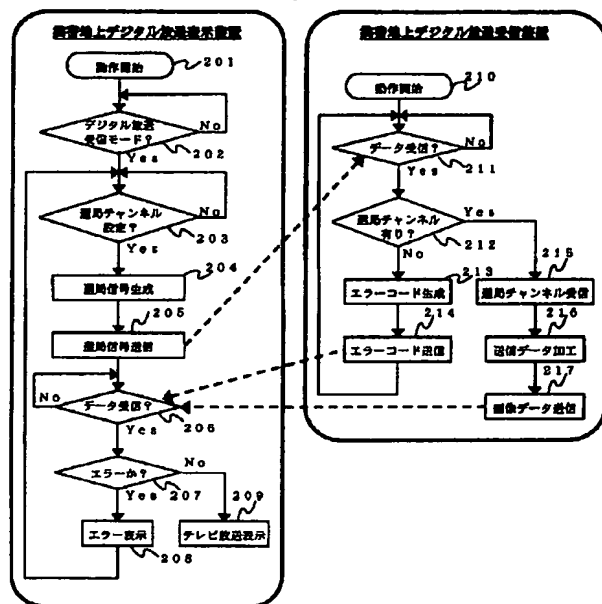 携帯地上デジタル放送表示装置
動作開始
201
デジタル放送
受信モード?
No
202
Yes
選局チャンネル
設定?
No
203
Yes
204
選局信号生成
205
選局信号送信
No
データ受信?
206
Yes
エラーか?
No
207
Yes
209
エラー表示
テレビ放送表示
208
携帯地上デジタル放送受信装置
動作開始
210
データ受信?
No
211
Yes
選局チャンネル
有り?
Yes
212
No
213
215
エラーコード生成
選局チャンネル受信
214
216
エラーコード送信
送信データ加工
217
画像データ送信